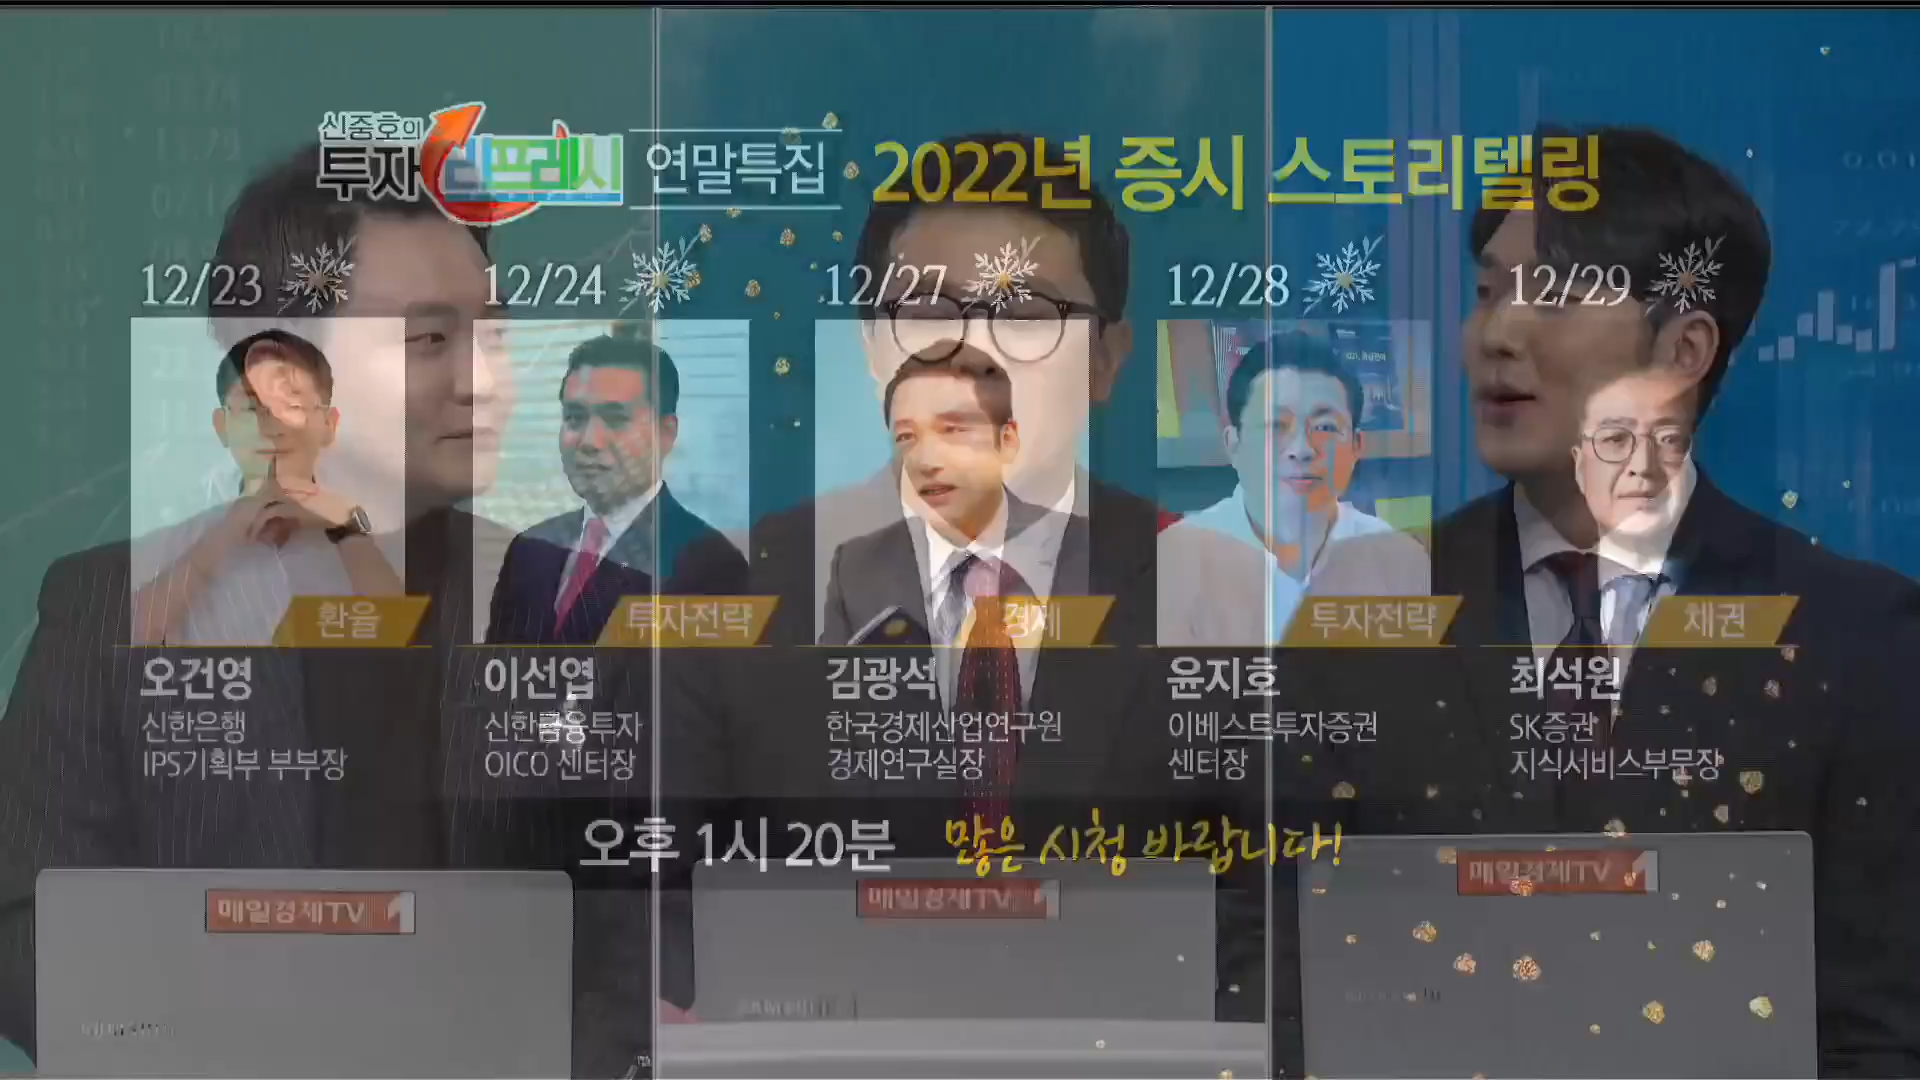 신중호의
투자 리프레시 연말특집 2022년 증시 스토리텔링
12/23
12/24
12/27
12/28
12/29
환율
투자전략
경제
투자전략
채권
오건영
신한은행
IPS기획부 부부장
이선엽
신한금융투자
OICO 센터장
김광석
한국경제산업연구원
경제연구실장
윤지호
이베스트투자증권
센터장
최석원
SK증권
지식서비스부문장
오후 1시 20분 많은 시청 바랍니다!
매일경제TV
매일경제TV
매일경제TV